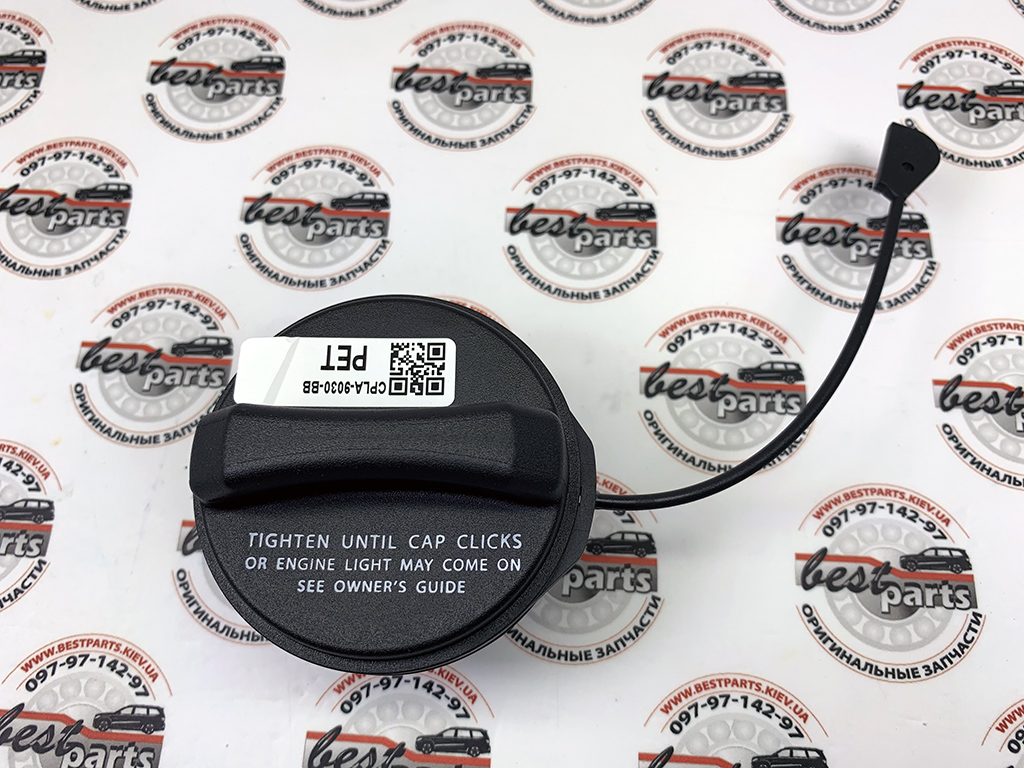 WWW.BESTPARTS.KIEV.UA
097-97-142-97
best parts
ОРИГИНАЛЬНЫЕ ЗАПЧАСТИ
PET
CPLA-9030-BB
TIGHTEN UNTIL CAP CLICKS
OR ENGINE LIGHT MAY COME ON
SEE OWNER'S GUIDE